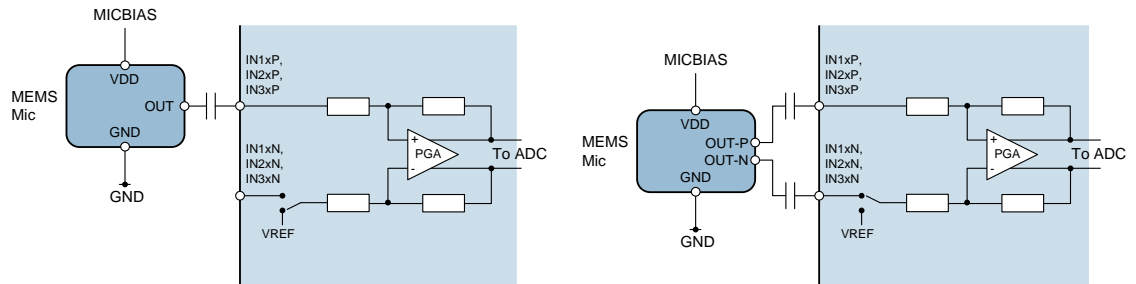 MICBIAS
VDD
MEMS
Mic
OUT
GND
GND
IN1xP,
IN2xP,
IN3xP
+
PGA
-
To ADC
IN1xN,
IN2xN,
IN3xN
VREF
MICBIAS
VDD
MEMS
Mic
OUT-P
OUT-N
GND
GND
IN1xP,
IN2xP,
IN3xP
+
PGA
-
To ADC
IN1xN,
IN2xN,
IN3xN
VREF